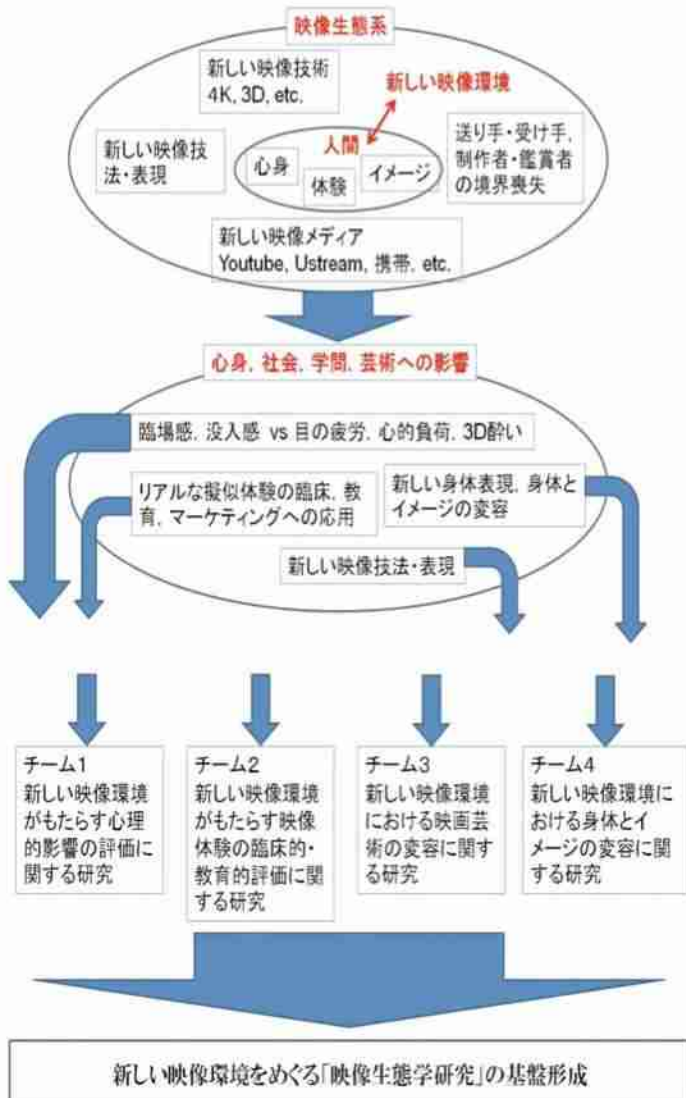 映像生態系
新しい映像技術
4K, 3D, etc.
新しい映像環境
人間
心身
体験
イメージ
新しい映像技
法・表現
送り手・受け手,
制作者・鑑賞者
の境界喪失
新しい映像メディア
Youtube, Ustream, 携帯, etc.
心身, 社会, 学問, 芸術への影響
臨場感, 没入感 vs 目の疲労, 心的負荷, 3D酔い
リアルな擬似体験の臨床, 教
育, マーケティングへの応用
新しい身体表現, 身体と
イメージの変容
新しい映像技法・表現
チーム1
新しい映像環境
がもたらす心理
的影響の評価に
関する研究
チーム2
新しい映像環境
がもたらす映像
体験の臨床的・
教育的評価に関
する研究
チーム3
新しい映像環境
における映画芸
術の変容に関す
る研究
チーム4
新しい映像環境に
おける身体とイ
メージの変容に関
する研究
新しい映像環境をめぐる「映像生態学研究」の基盤形成